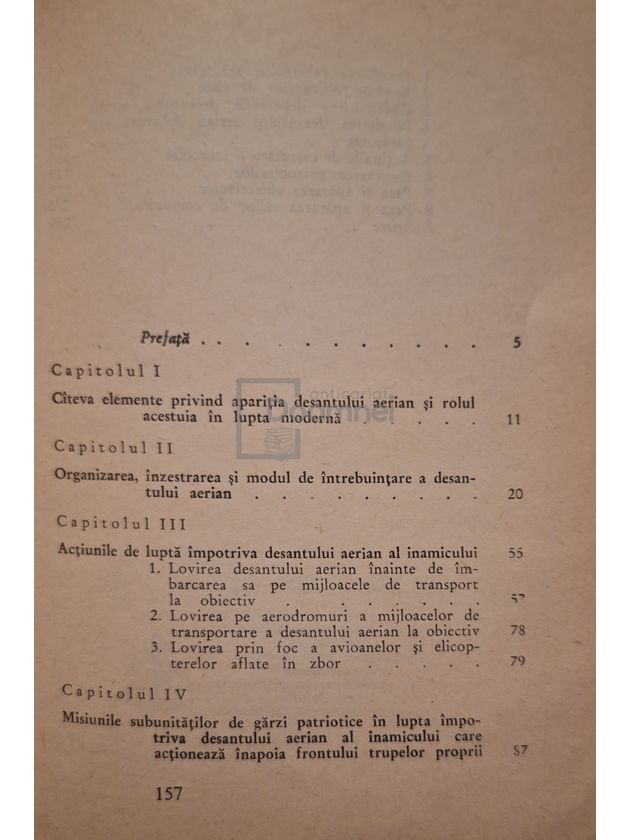 Prefață . . . . . . . . . . . 5
Capitolul I
Cîteva elemente privind apariția desantului aerian și rolul
acestuia în lupta modernă . . . . . 11
anticariat
Doamnei
Capitolul II
Organizarea, înzestrarea și modul de întrebuințare a desan-
tului aerian . . . . . . . . . 20
Capitolul III
Acțiunile de luptă împotriva desantului aerian al inamicului 55
1. Lovirea desantului aerian înainte de îm-
barcarea sa pe mijloacele de transport
la obiectiv . . . . . . . 57
2. Lovirea pe aerodromuri a mijloacelor de
transportare a desantului aerian la obiectiv 78
3. Lovirea prin foc a avioanelor și elicop-
terelor aflate în zbor . . . . . 79
Capitolul IV
Misiunile subunităților de gărzi patriotice în lupta împo-
triva desantului aerian al inamicului care
acționează înapoia frontului trupelor proprii 87
157